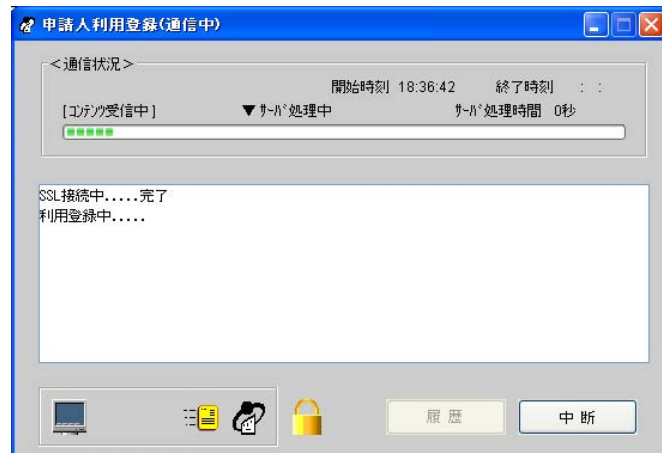 申請人利用登録(通信中)
＜通信状況＞
開始時刻 18:36:42 終了時刻 : :
[ｺﾝﾃﾝﾂ受信中] ▼ｻｰﾊﾞ処理中 ｻｰﾊﾞ処理時間 0秒
SSL接続中.....完了
利用登録中.....
履歴 中断